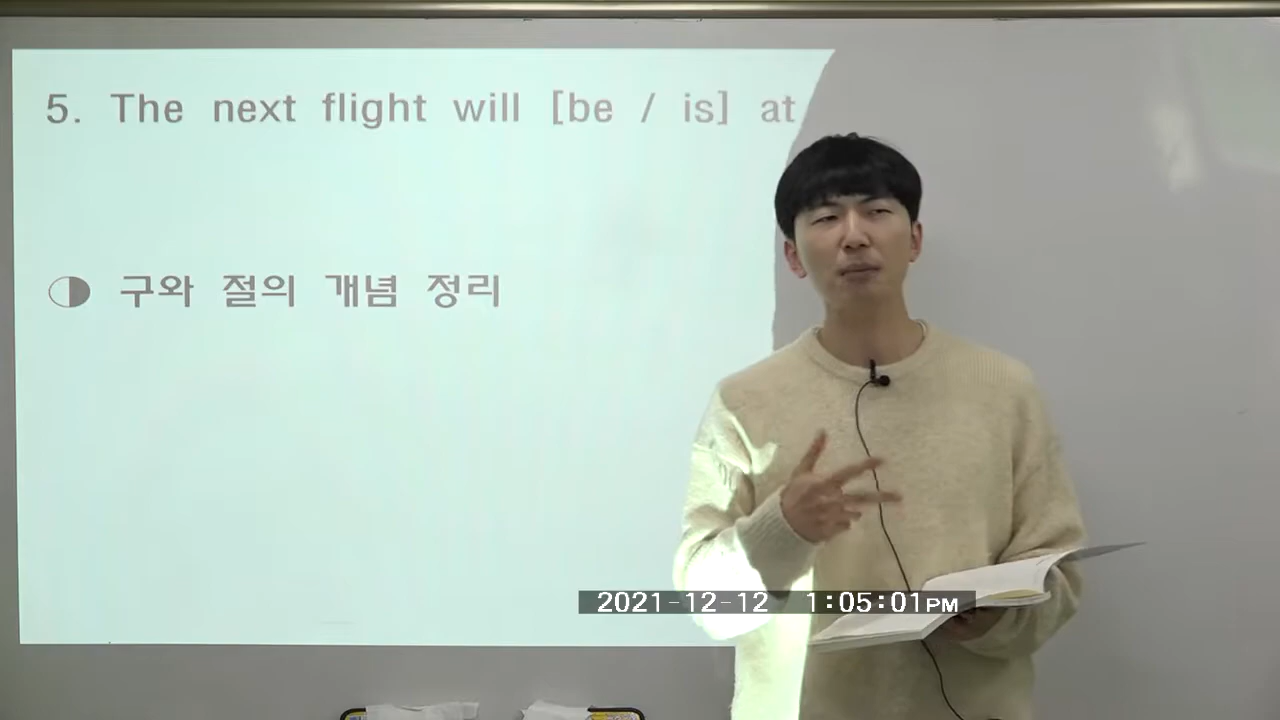 5. The next flight will [be / is] at
◑ 구와 절의 개념 정리
2021-12-12 1:05:01PM